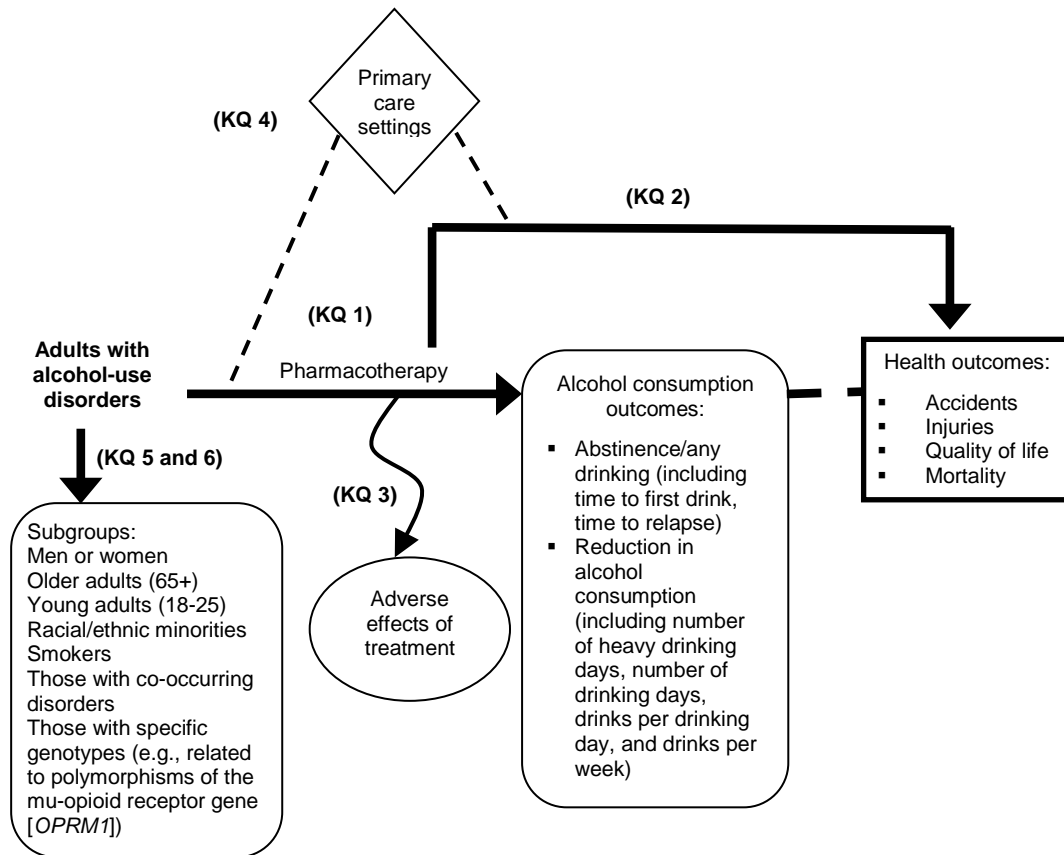 Primary
care
settings
(KQ 4)
(KQ 2)
(KQ 1)
Adults with
alcohol-use
disorders
Pharmacotherapy
(KQ 5 and 6)
(KQ 3)
Subgroups:
Men or women
Older adults (65+)
Young adults (18-25)
Racial/ethnic minorities
Smokers
Those with co-occurring
disorders
Those with specific
genotypes (e.g., related
to polymorphisms of the
mu-opioid receptor gene
[OPRM1])
Adverse
effects of
treatment
Alcohol consumption
outcomes:
▪ Abstinence/any
drinking (including
time to first drink,
time to relapse)
▪ Reduction in
alcohol
consumption
(including number
of heavy drinking
days, number of
drinking days,
drinks per drinking
day, and drinks per
week)
Health outcomes:
▪ Accidents
▪ Injuries
▪ Quality of life
▪ Mortality